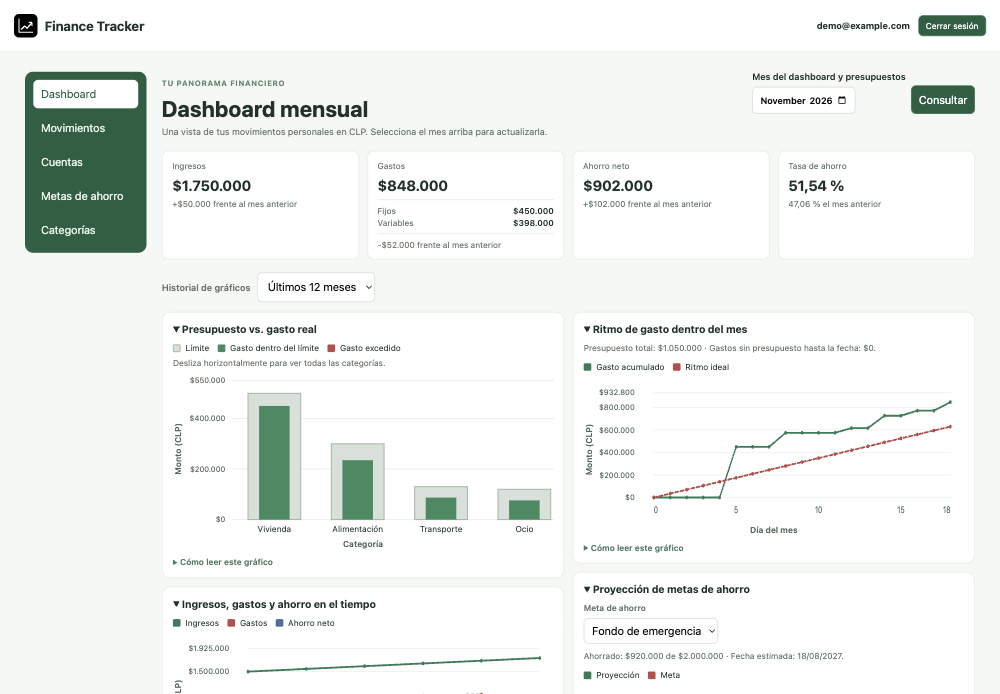 Finance Tracker
demo@example.com
Cerrar sesión
Dashboard
Movimientos
Cuentas
Metas de ahorro
Categorías
TU PANORAMA FINANCIERO
Dashboard mensual
Una vista de tus movimientos personales en CLP. Selecciona el mes arriba para actualizarla.
Mes del dashboard y presupuestos
November 2026
Consultar
Ingresos
$1.750.000
+$50.000 frente al mes anterior
Gastos
$848.000
Fijos $450.000
Variables $398.000
-$52.000 frente al mes anterior
Ahorro neto
$902.000
+$102.000 frente al mes anterior
Tasa de ahorro
51,54 %
47,06 % el mes anterior
Historial de gráficos
Últimos 12 meses
Presupuesto vs. gasto real
Límite Gasto dentro del límite Gasto excedido
Desliza horizontalmente para ver todas las categorías.
$550.000
$400.000
$200.000
$0
Monto (CLP)
Vivienda Alimentación Transporte Ocio
Categoría
Cómo leer este gráfico
Ritmo de gasto dentro del mes
Presupuesto total: $1.050.000 · Gastos sin presupuesto hasta la fecha: $0.
Gasto acumulado Ritmo ideal
$932.800
$800.000
$600.000
$400.000
$200.000
$0
Monto (CLP)
0 5 10 15 18
Día del mes
Cómo leer este gráfico
Ingresos, gastos y ahorro en el tiempo
Ingresos Gastos Ahorro neto
$1.925.000
$1.500.000
Proyección de metas de ahorro
Meta de ahorro
Fondo de emergencia
Ahorrado: $920.000 de $2.000.000 · Fecha estimada: 18/08/2027.
Proyección Meta